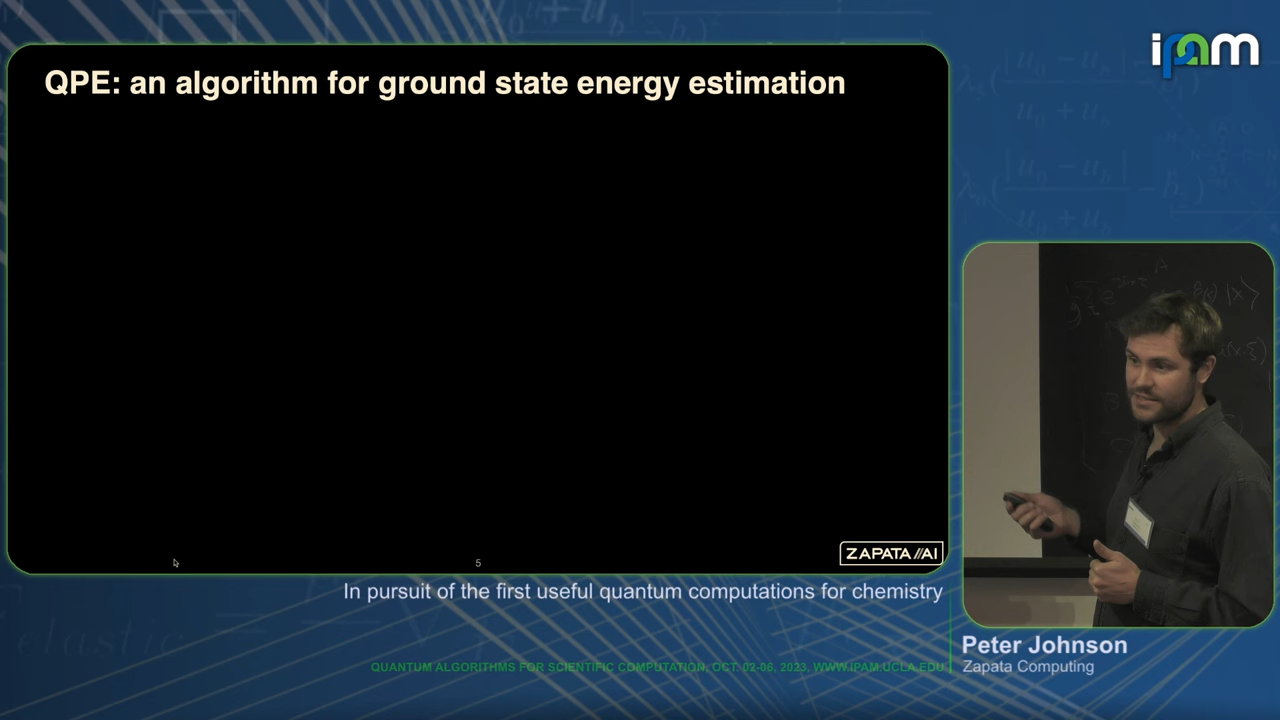 ipam
QPE: an algorithm for ground state energy estimation
5
ZAPATA //AI
In pursuit of the first useful quantum computations for chemistry
QUANTUM ALGORITHMS FOR SCIENTIFIC COMPUTATION, OCT. 02-06, 2023, WWW.IPAM.UCLA.EDU
Peter Johnson
Zapata Computing